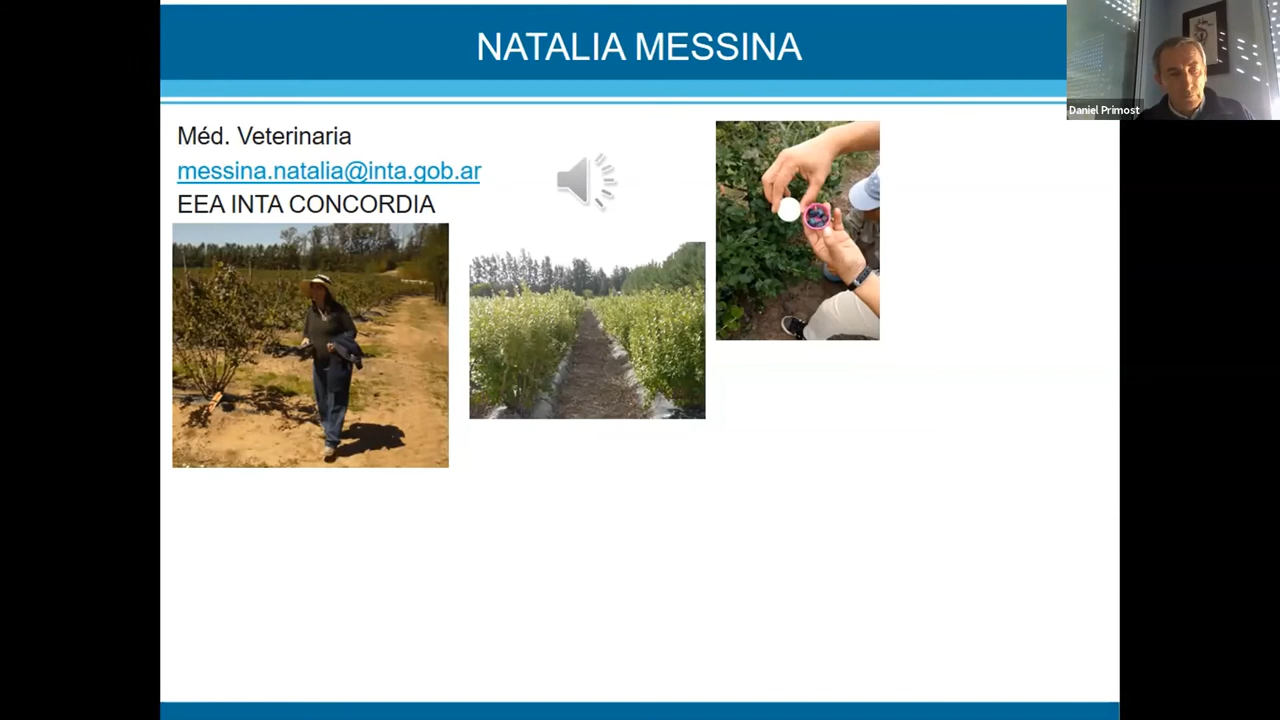 NATALIA MESSINA
Daniel Primost
Méd. Veterinaria
messina.natalia@inta.gob.ar
EEA INTA CONCORDIA